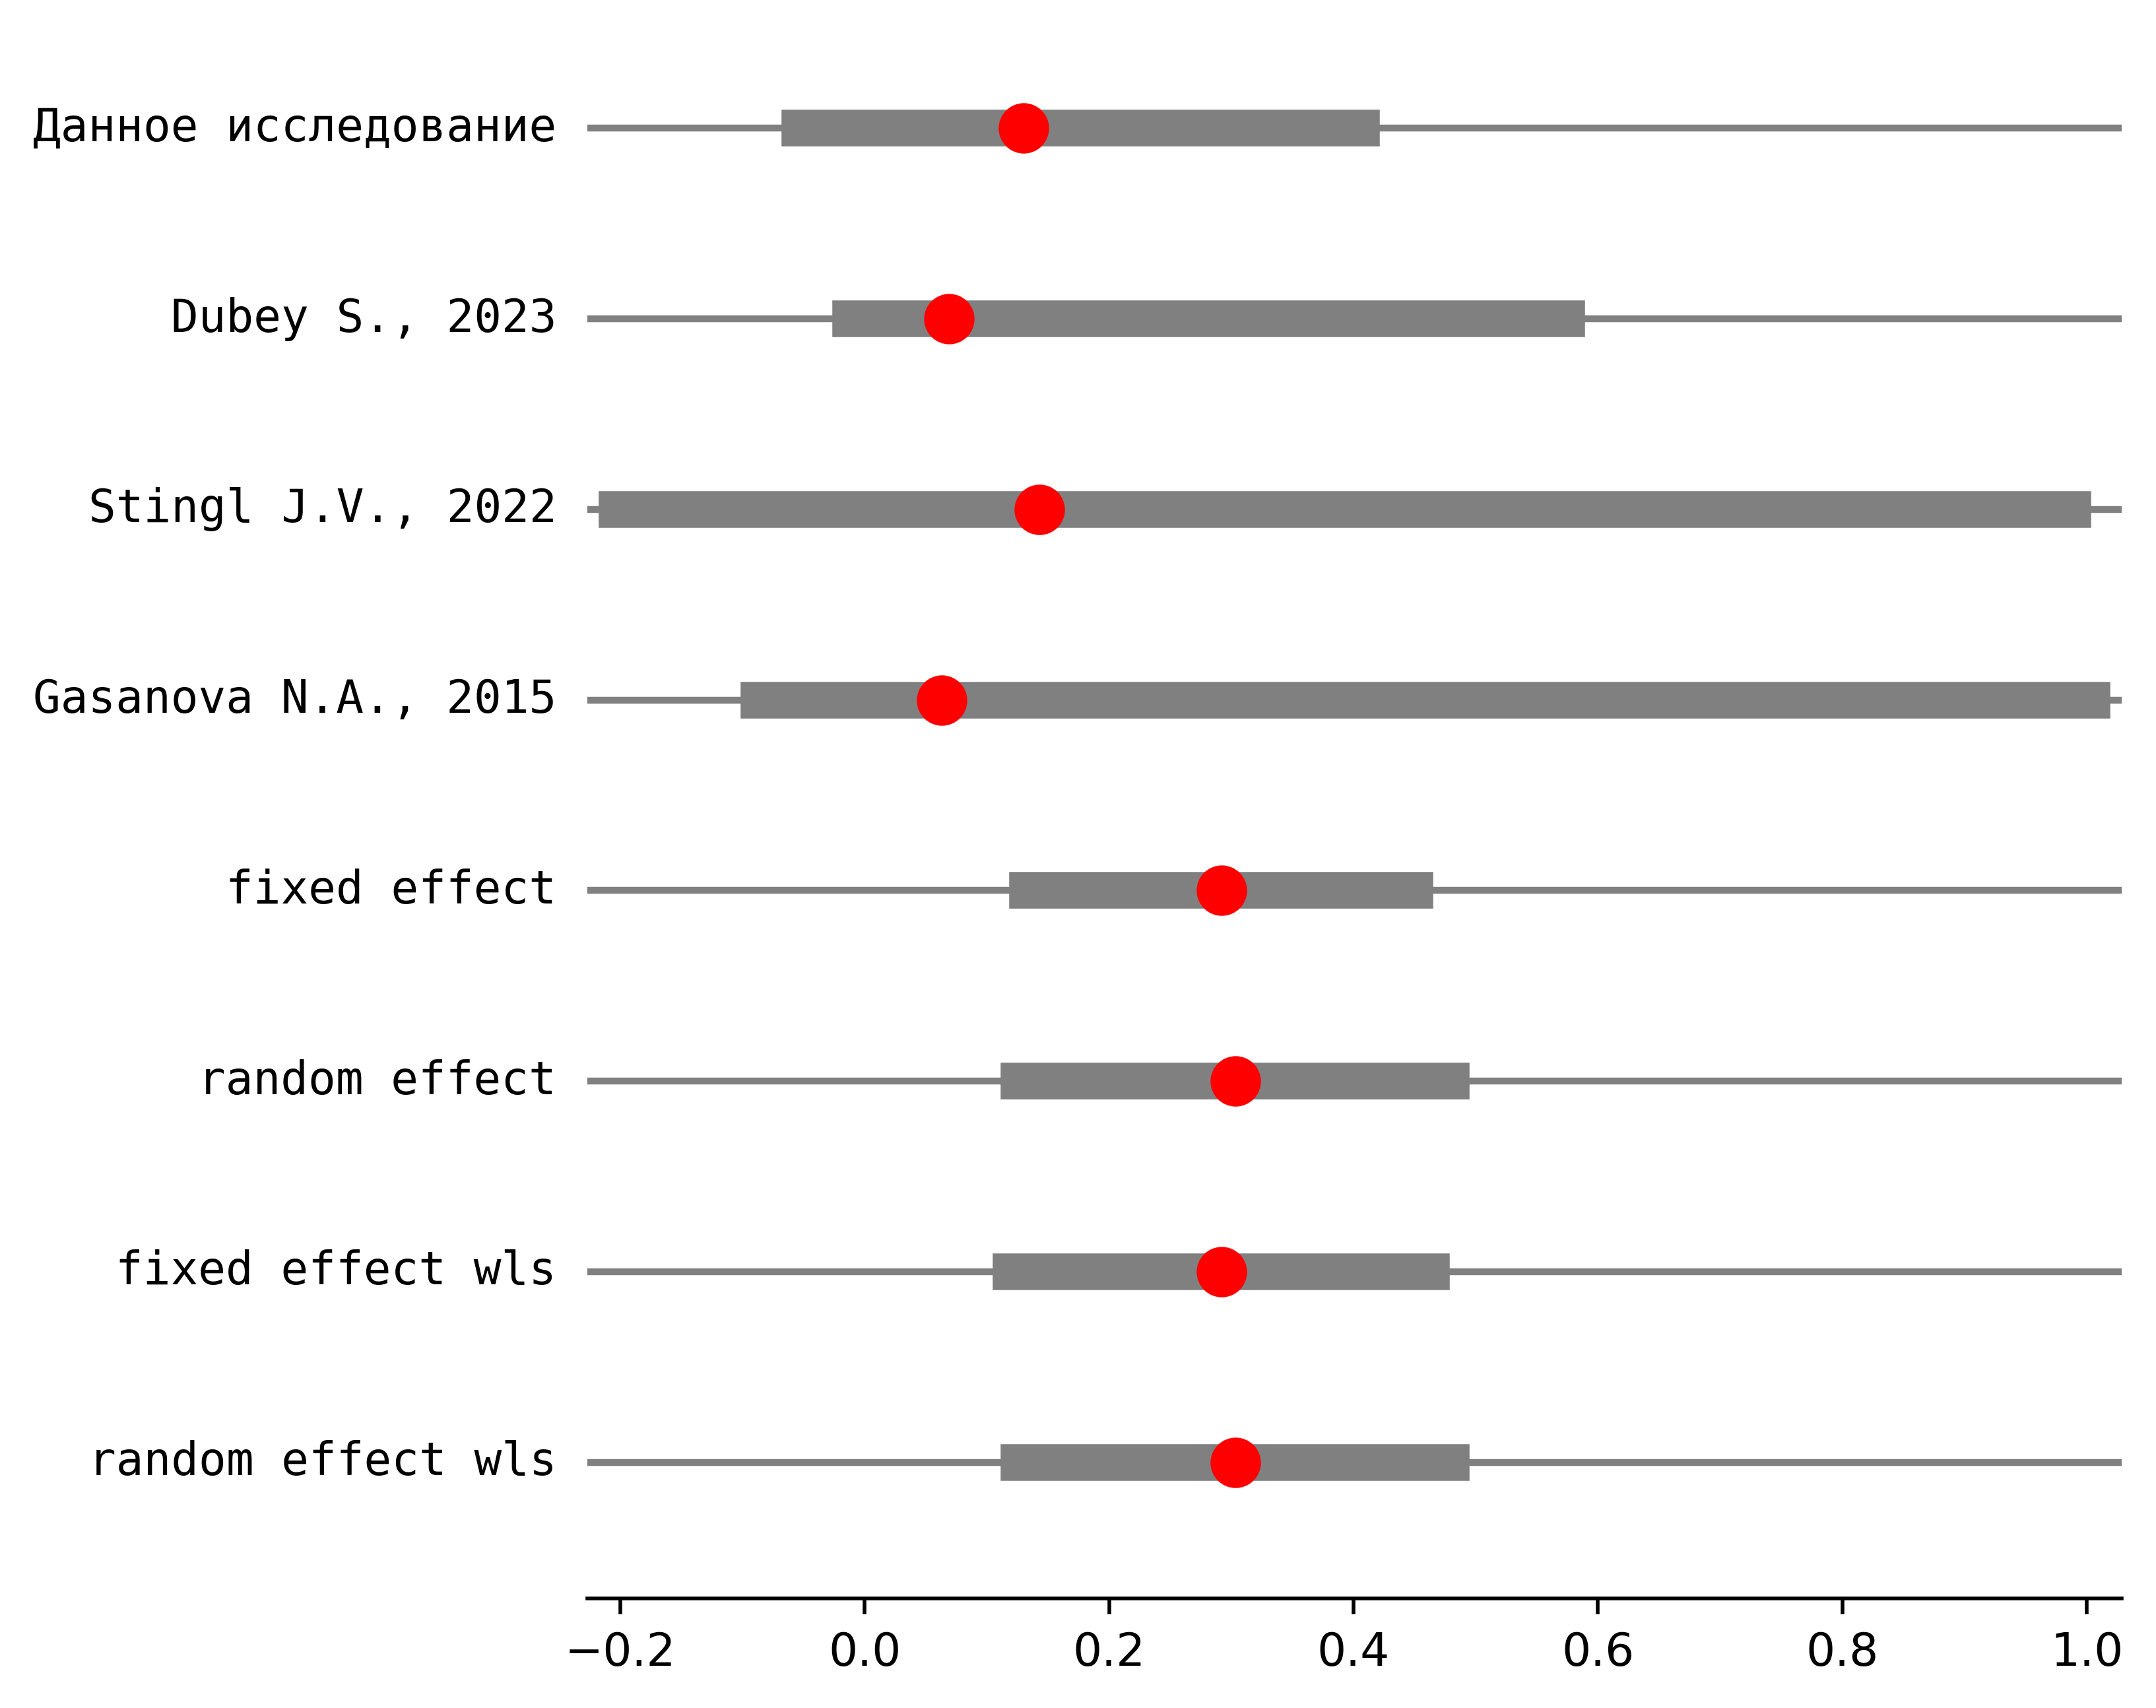 Данное исследование
Dubey S., 2023
Stingl J.V., 2022
Gasanova N.A., 2015
fixed effect
random effect
fixed effect wls
random effect wls
−0.2 0.0 0.2 0.4 0.6 0.8 1.0